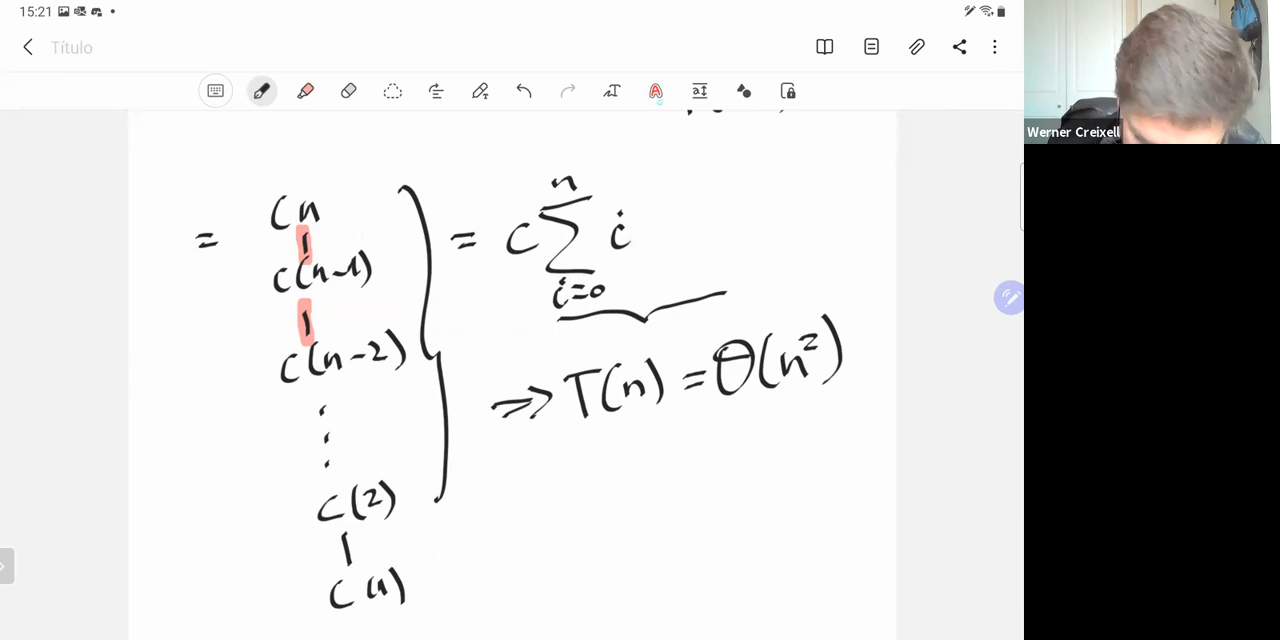 15:21
Título
Werner Creixell
= Cn = C n Σ i=0 i
C(n-1)
C(n-2)
⇒ T(n) = Θ(n²)
⋮
C(2)
C(1)